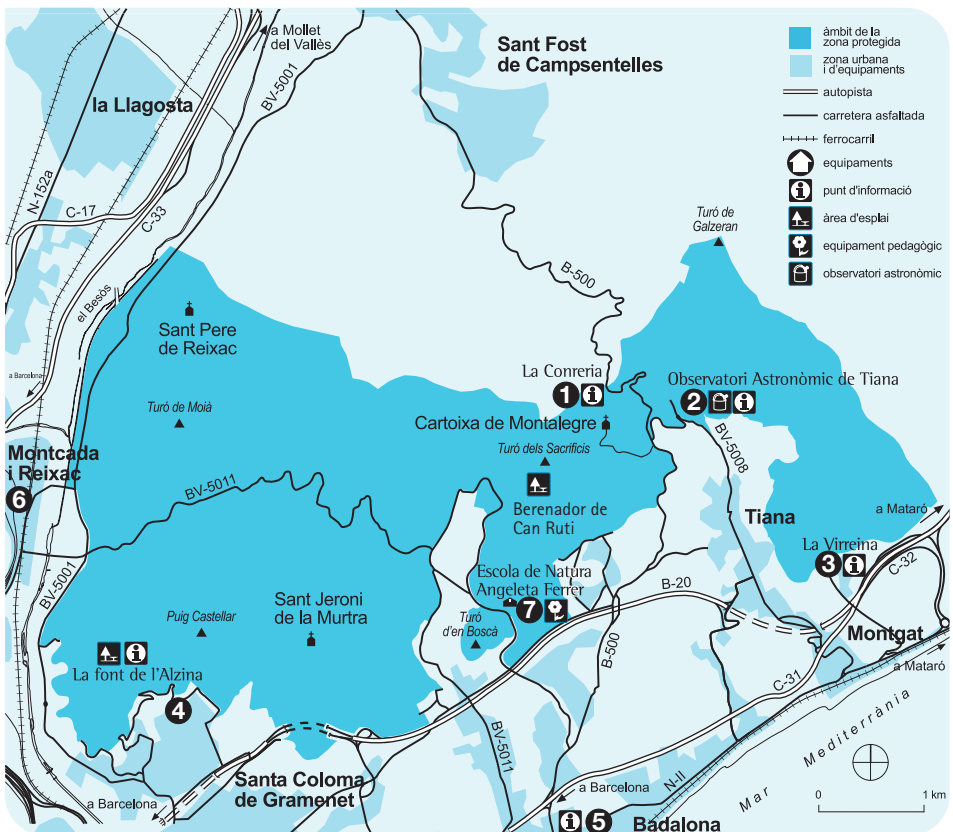 a Mollet
del Vallès
Sant Fost
de Campsentelles
àmbit de la
zona protegida
zona urbana
i d'equipaments
autopista
carretera asfaltada
ferrocarril
equipaments
punt d'informació
àrea d'esplai
equipament pedagògic
observatori astronòmic
la Llagosta
BV-5001
N-152a
C-17
C-33
B-500
Turó de
Galzeran
el Besòs
Sant Pere
de Reixac
a Barcelona
La Conreria
1
Observatori Astronòmic de Tiana
2
Turó de Moià
Cartoixa de Montalegre
Turó dels Sacrificis
BV-5008
Montcada
i Reixac
6
BV-5011
Berenador de
Can Ruti
Tiana
a Mataró
La Virreina
3
C-32
BV-5001
Escola de Natura
Angeleta Ferrer
7
B-20
Puig Castellar
Sant Jeroni
de la Murtra
Turó
d'en Boscà
B-500
Montgat
a Mataró
La font de l'Alzina
4
C-31
BV-5011
Mar Mediterrània
N-II
Santa Coloma
de Gramenet
a Barcelona
a Barcelona
5
Badalona
0 1 km